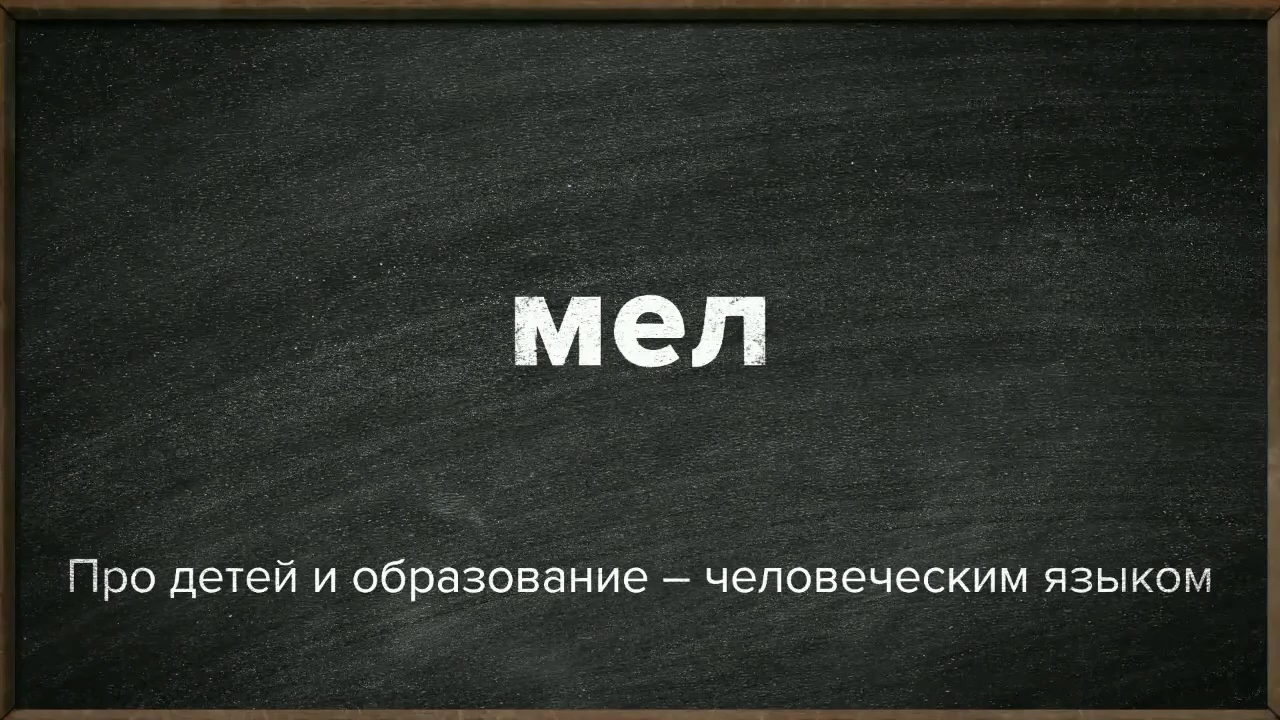 мел
Про детей и образование – человеческим языком